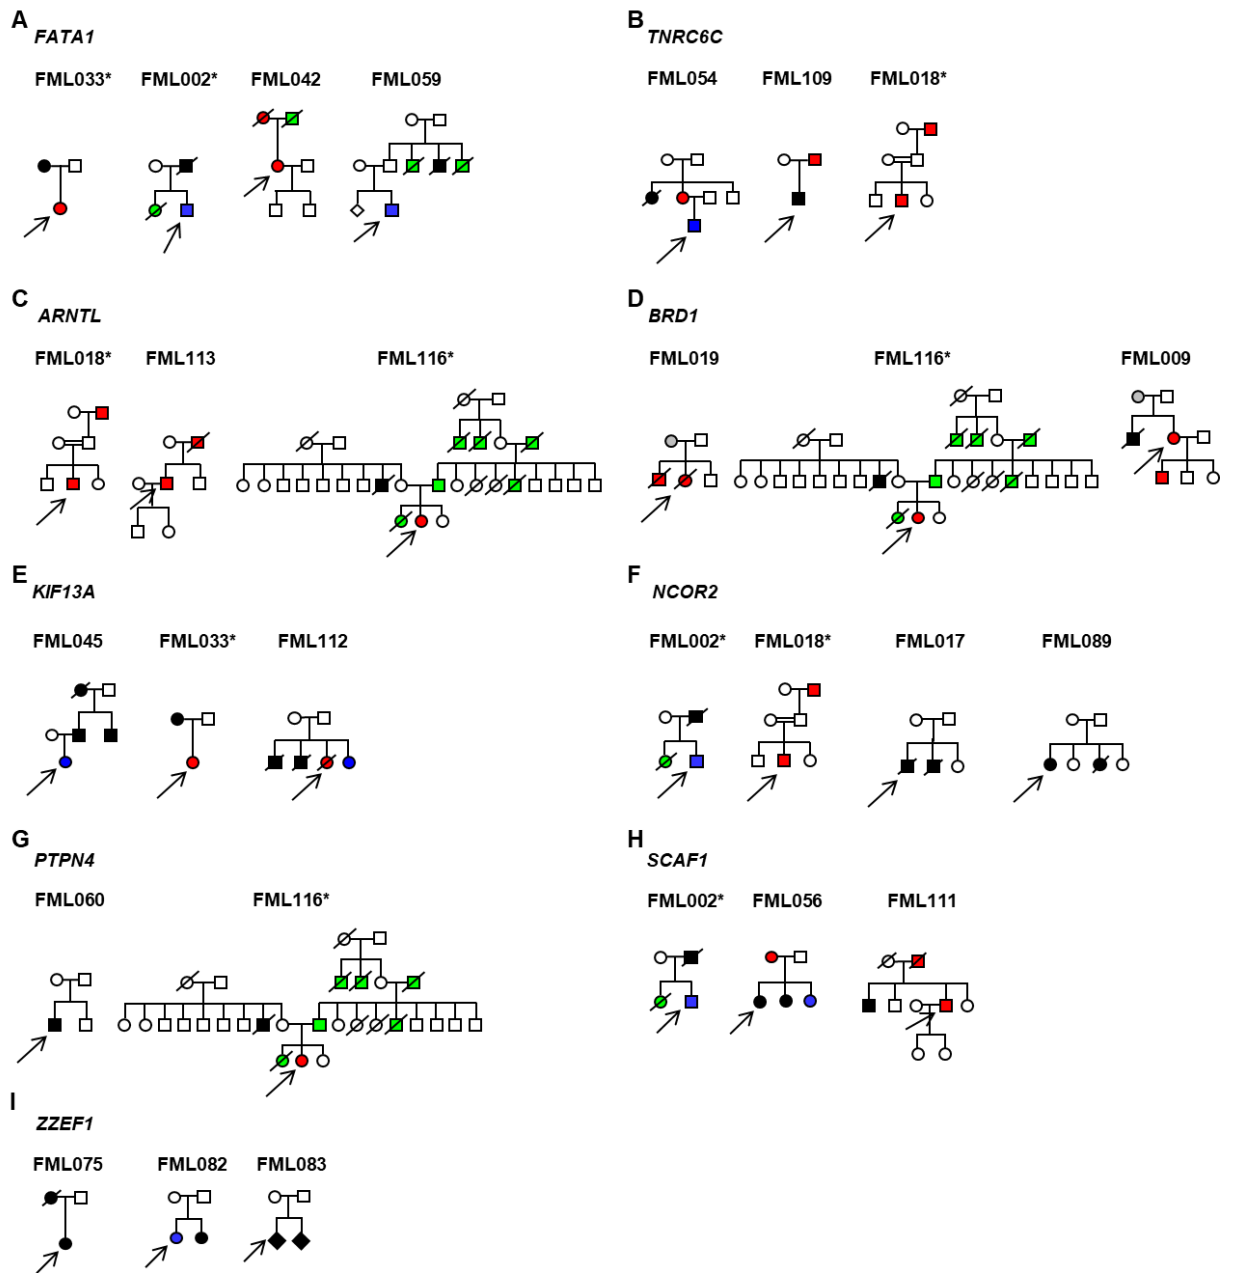 A
FATA1
FML033* FML002* FML042 FML059
B
TNRC6C
FML054 FML109 FML018*
C
ARNTL
FML018* FML113 FML116*
D
BRD1
FML019 FML116* FML009
E
KIF13A
FML045 FML033* FML112
F
NCOR2
FML002* FML018* FML017 FML089
G
PTPN4
FML060 FML116*
H
SCAF1
FML002* FML056 FML111
I
ZZEF1
FML075 FML082 FML083